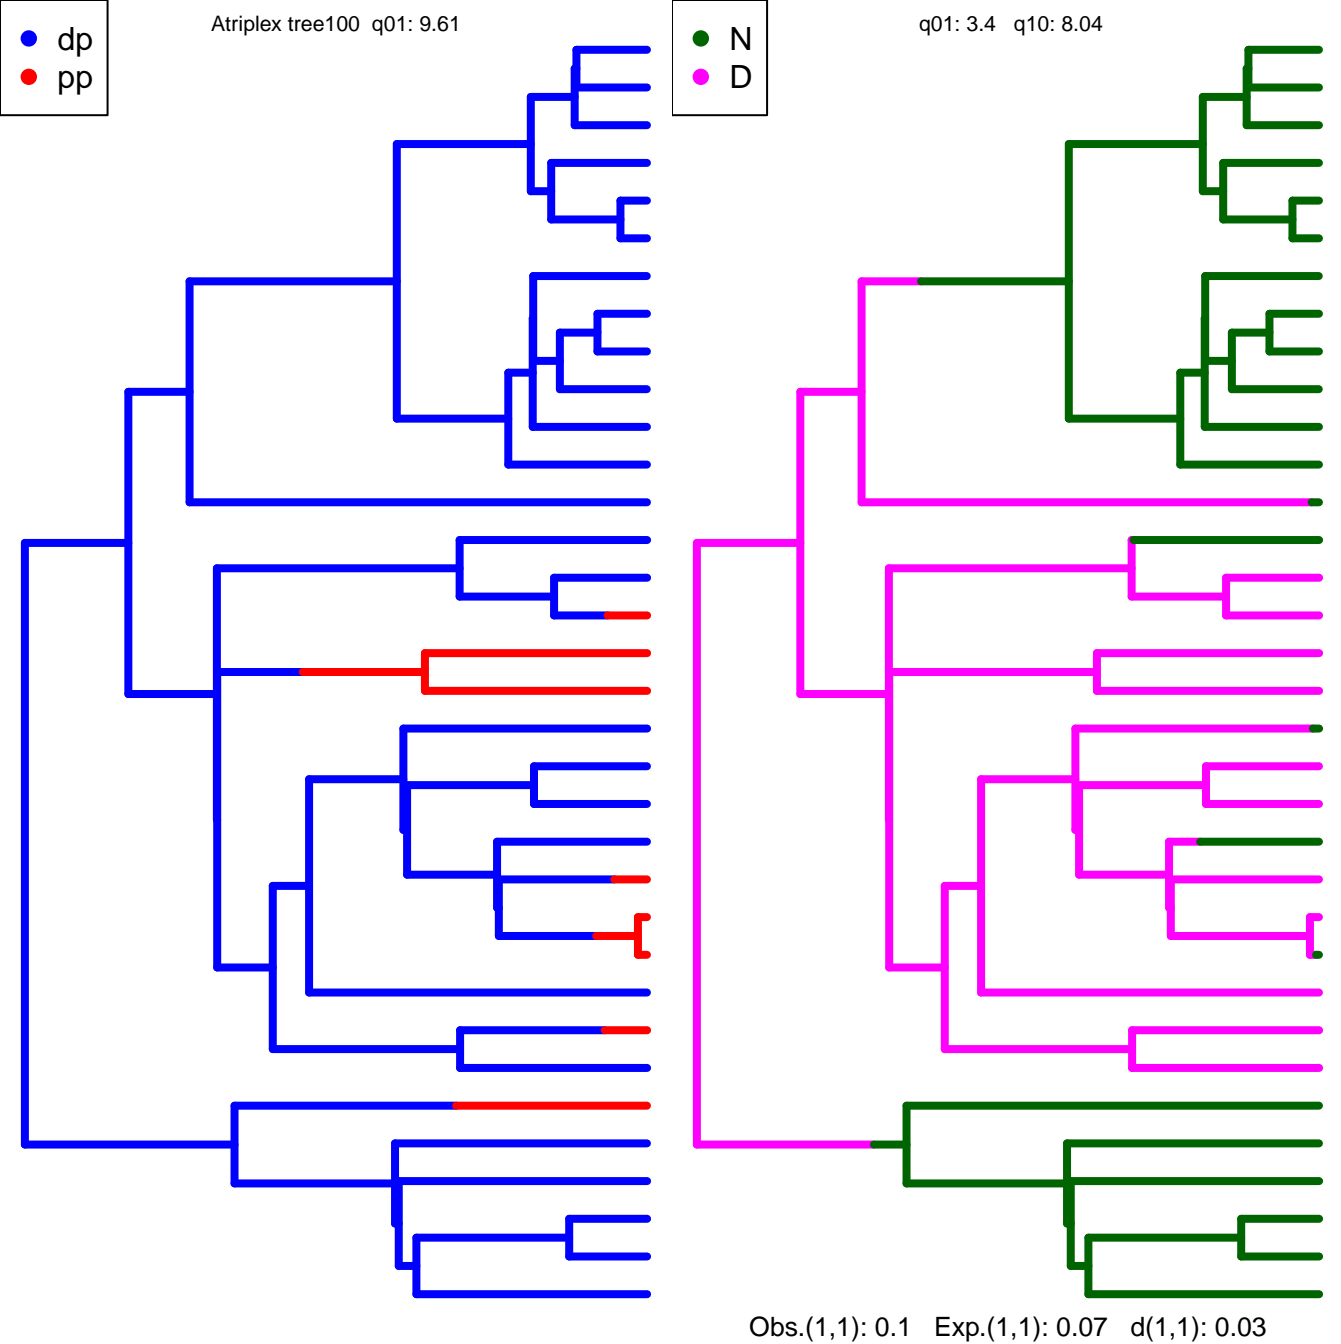 Atriplex tree100 q01: 9.61
dp
pp
q01: 3.4 q10: 8.04
N
D
Obs.(1,1): 0.1 Exp.(1,1): 0.07 d(1,1): 0.03